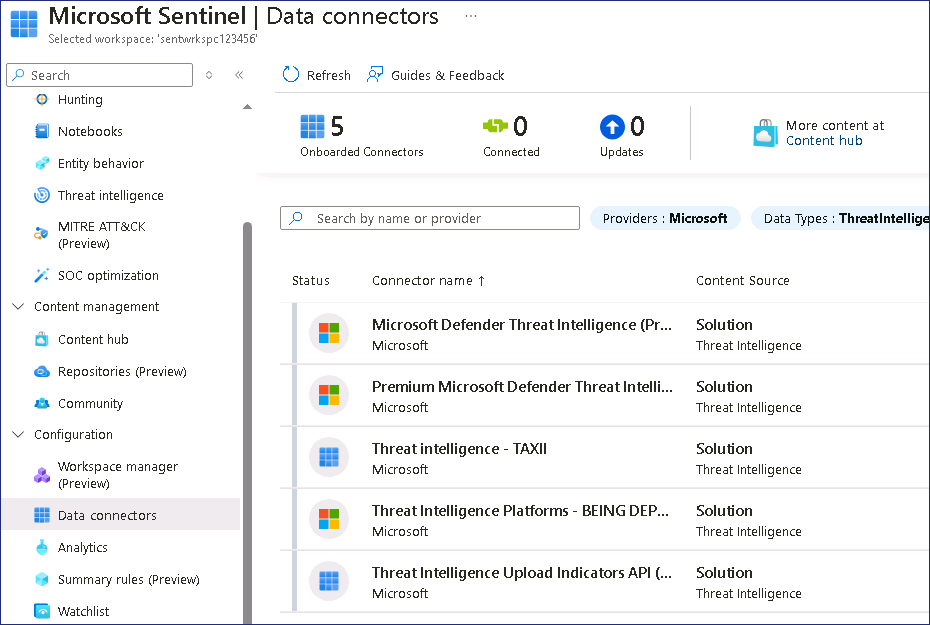 Microsoft Sentinel | Data connectors ...
Selected workspace: 'sentwrkspc123456'
Search
«
Hunting
Notebooks
Entity behavior
Threat intelligence
MITRE ATT&CK
(Preview)
SOC optimization
Content management
Content hub
Repositories (Preview)
Community
Configuration
Workspace manager
(Preview)
Data connectors
Analytics
Summary rules (Preview)
Watchlist
Refresh Guides & Feedback
5 0 0
Onboarded Connectors Connected Updates
More content at
Content hub
Search by name or provider Providers : Microsoft Data Types : ThreatIntellige
Status Connector name ↑ Content Source
Microsoft Defender Threat Intelligence (Pr... Solution
Microsoft Threat Intelligence
Premium Microsoft Defender Threat Intelli... Solution
Microsoft Threat Intelligence
Threat intelligence - TAXII Solution
Microsoft Threat Intelligence
Threat Intelligence Platforms - BEING DEP... Solution
Microsoft Threat Intelligence
Threat Intelligence Upload Indicators API (... Solution
Microsoft Threat Intelligence